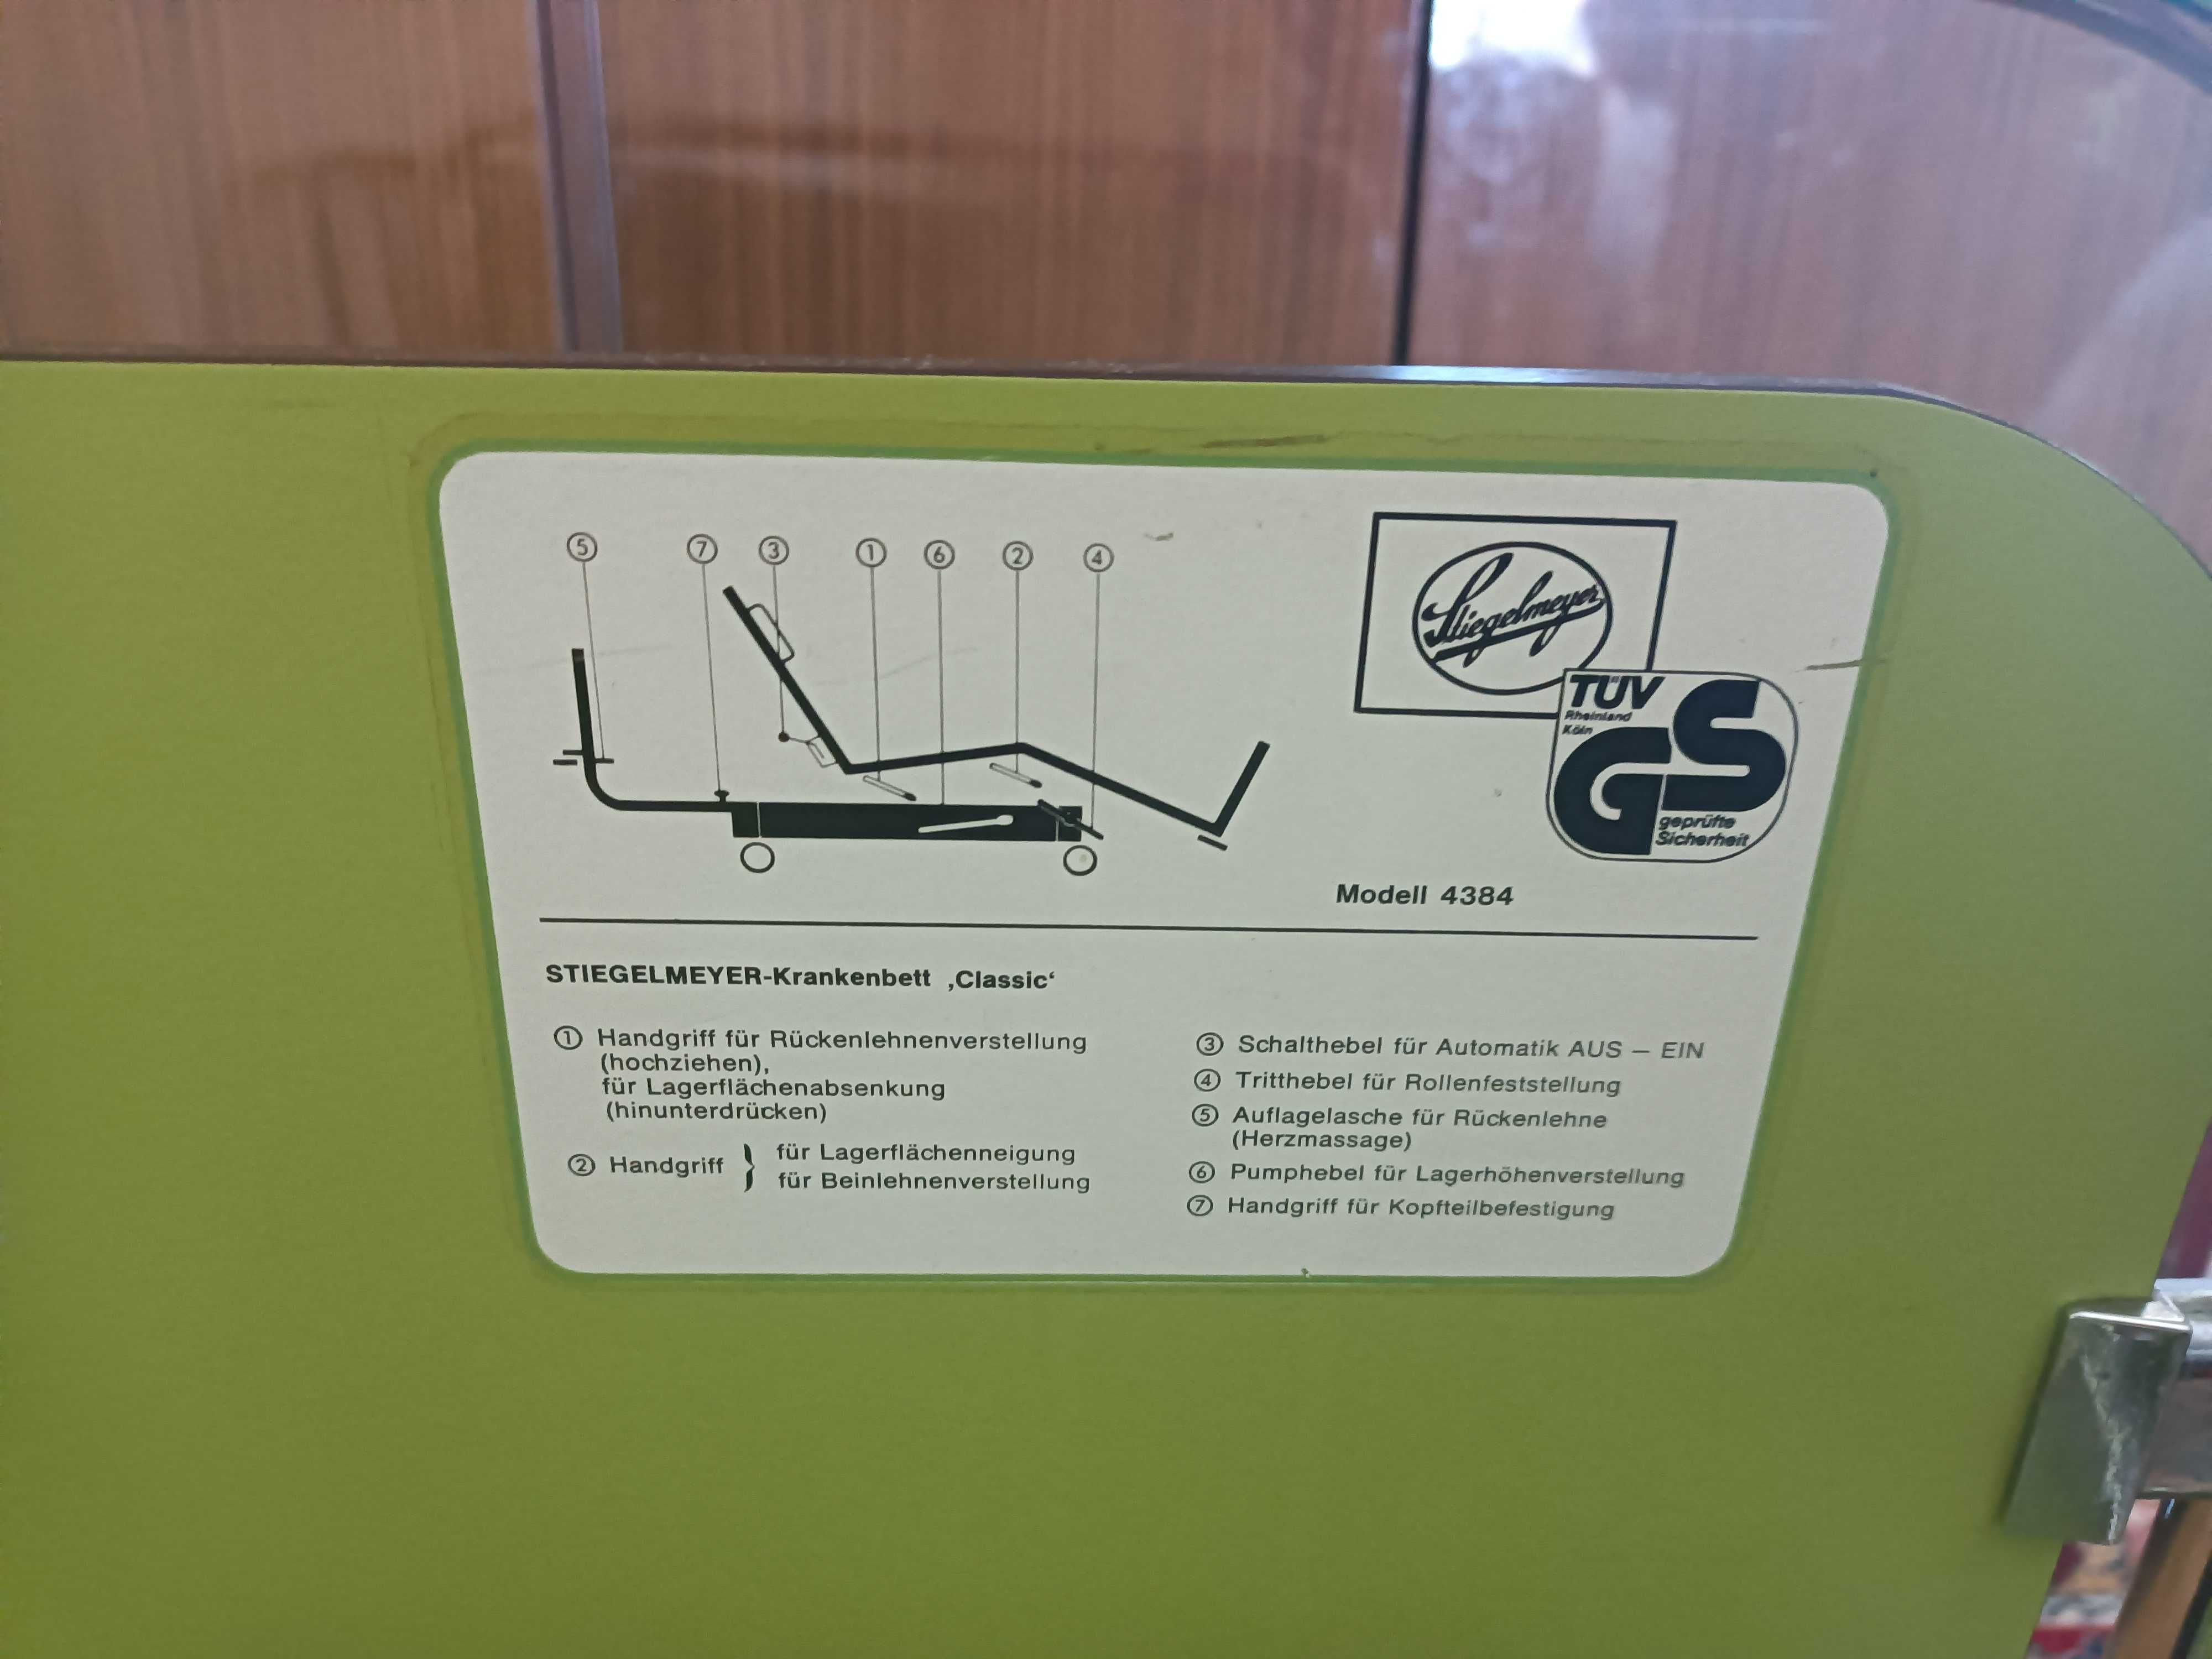 ⑤ ⑦ ③ ① ⑥ ② ④
Stiegelmeyer
TÜV
Rheinland
Köln
GS
geprüfte
Sicherheit
Modell 4384
STIEGELMEYER-Krankenbett ‚Classic‘
① Handgriff für Rückenlehnenverstellung
(hochziehen),
für Lagerflächenabsenkung
(hinunterdrücken)
② Handgriff } für Lagerflächenneigung
für Beinlehnenverstellung
③ Schalthebel für Automatik AUS – EIN
④ Tritthebel für Rollenfeststellung
⑤ Auflagelasche für Rückenlehne
(Herzmassage)
⑥ Pumphebel für Lagerhöhenverstellung
⑦ Handgriff für Kopfteilbefestigung